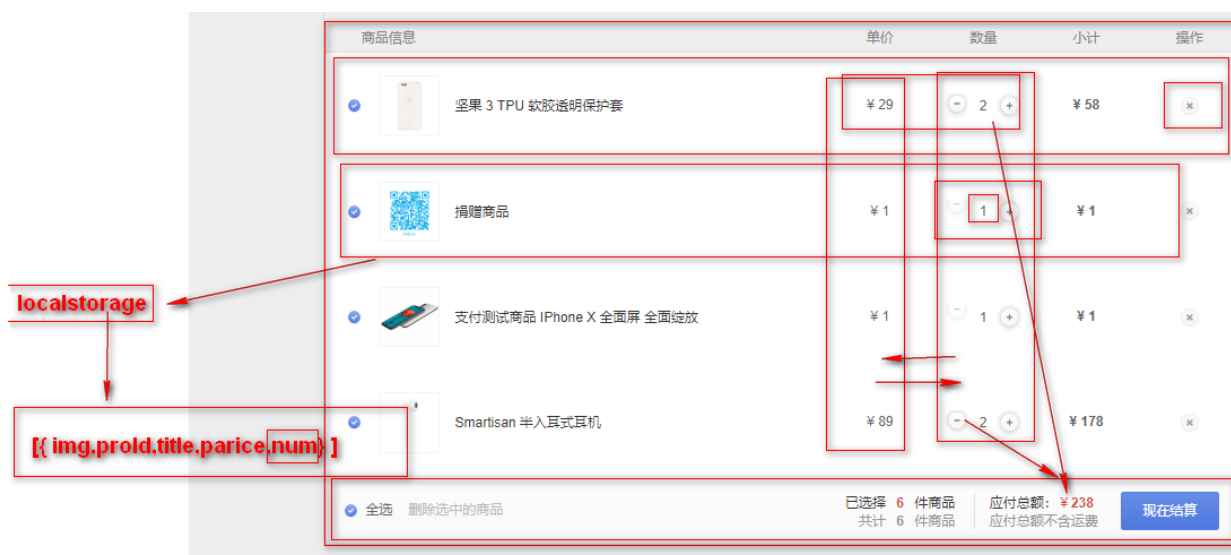 商品信息 单价 数量 小计 操作
坚果 3 TPU 软胶透明保护套 ¥ 29 − 2 + ¥ 58
捐赠商品 ¥ 1 − 1 + ¥ 1
localstorage
支付测试商品 IPhone X 全面屏 全面绽放 ¥ 1 − 1 + ¥ 1
Smartisan 半入耳式耳机 ¥ 89 − 2 + ¥ 178
[{ img,proId,title,parice,num} ]
全选 删除选中的商品 已选择 6 件商品 应付总额: ¥ 238 现在结算
共计 6 件商品 应付总额不含运费